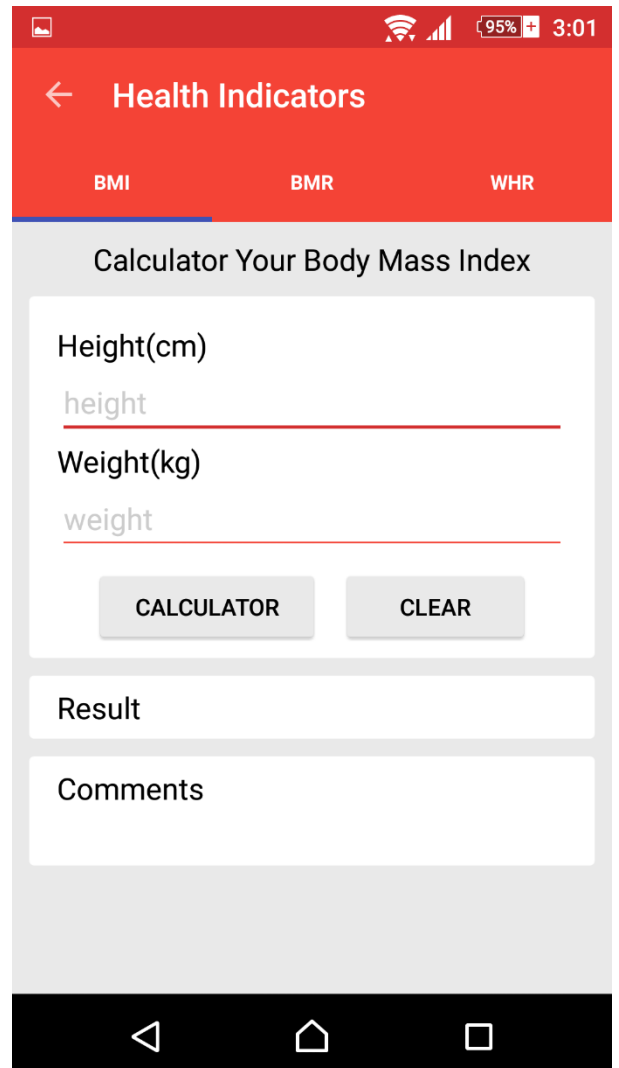 95% + 3:01
Health Indicators
BMI BMR WHR
Calculator Your Body Mass Index
Height(cm)
height
Weight(kg)
weight
CALCULATOR CLEAR
Result
Comments